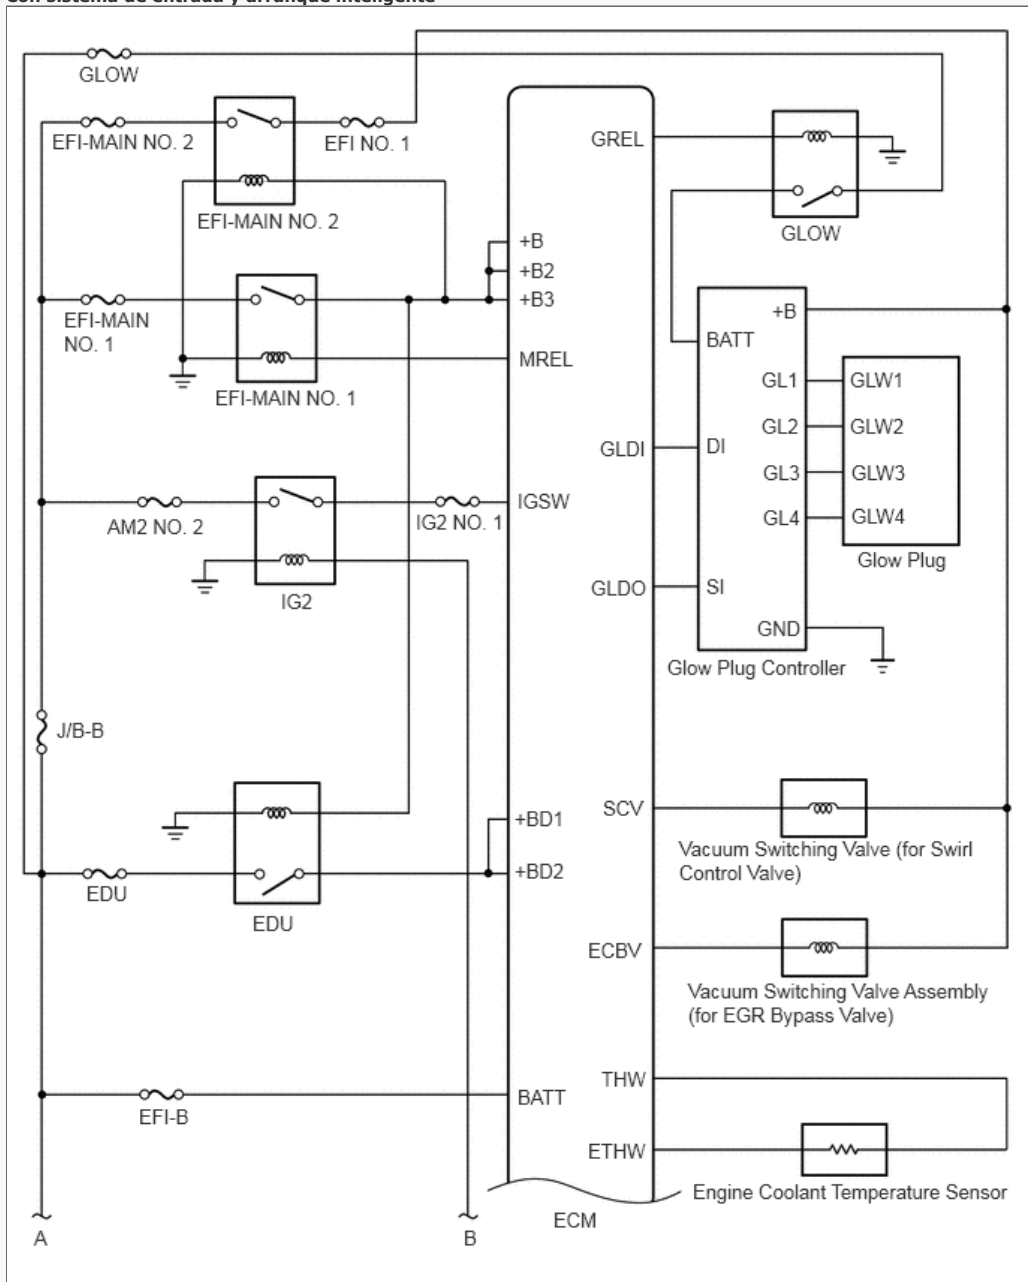 Con sistema de entrada y arranque inteligente
GLOW
EFI-MAIN NO. 2
EFI NO. 1
EFI-MAIN NO. 2
EFI-MAIN
NO. 1
EFI-MAIN NO. 1
AM2 NO. 2
IG2 NO. 1
IG2
J/B-B
EDU
EDU
EFI-B
A
B
+B
+B2
+B3
MREL
IGSW
+BD1
+BD2
BATT
GREL
GLDI
GLDO
SCV
ECBV
THW
ETHW
ECM
GLOW
+B
BATT
GL1
GL2
DI
GL3
GL4
SI
GND
Glow Plug Controller
GLW1
GLW2
GLW3
GLW4
Glow Plug
Vacuum Switching Valve (for Swirl
Control Valve)
Vacuum Switching Valve Assembly
(for EGR Bypass Valve)
Engine Coolant Temperature Sensor